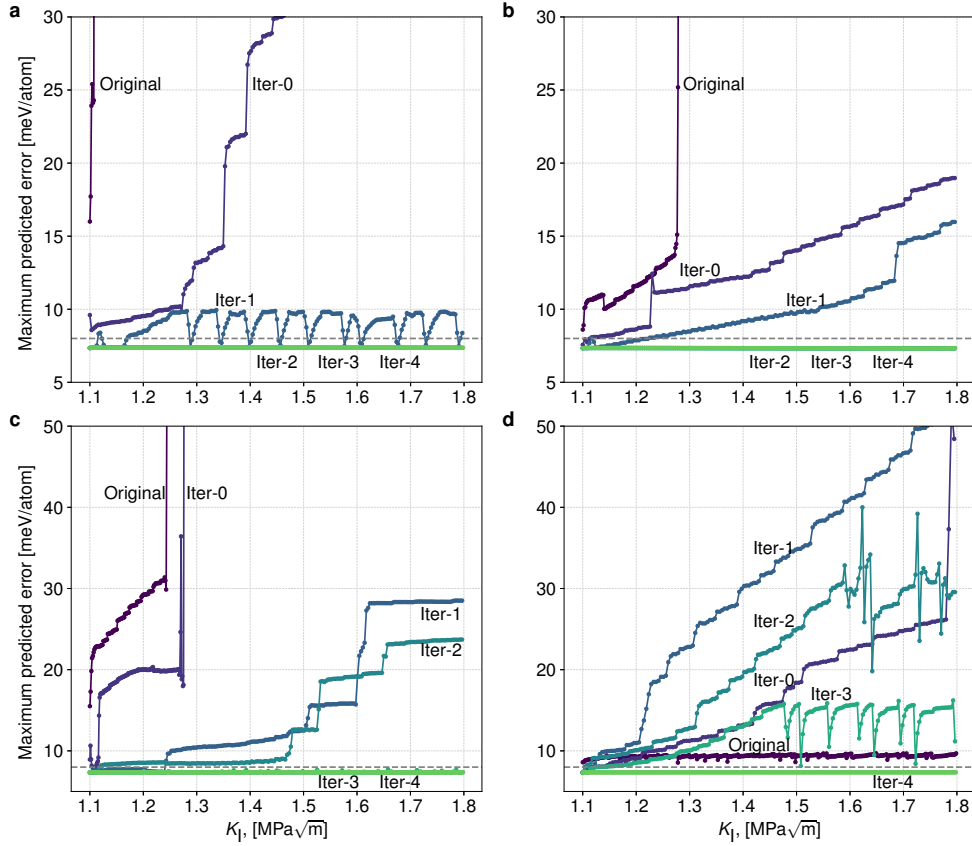 a
b
Maximum predicted error [meV/atom]
30
25
20
15
10
5
Original
Iter-0
Iter-1
Iter-2 Iter-3 Iter-4
1.1 1.2 1.3 1.4 1.5 1.6 1.7 1.8
Maximum predicted error [meV/atom]
30
25
20
15
10
5
Original
Iter-0
Iter-1
Iter-2 Iter-3 Iter-4
1.1 1.2 1.3 1.4 1.5 1.6 1.7 1.8
c
d
Maximum predicted error [meV/atom]
50
40
30
20
10
Original Iter-0
Iter-1
Iter-2
Iter-3 Iter-4
1.1 1.2 1.3 1.4 1.5 1.6 1.7 1.8
K_I, [MPa√m]
50
40
30
20
10
Iter-1
Iter-2
Iter-0
Iter-3
Original
Iter-4
1.1 1.2 1.3 1.4 1.5 1.6 1.7 1.8
K_I, [MPa√m]